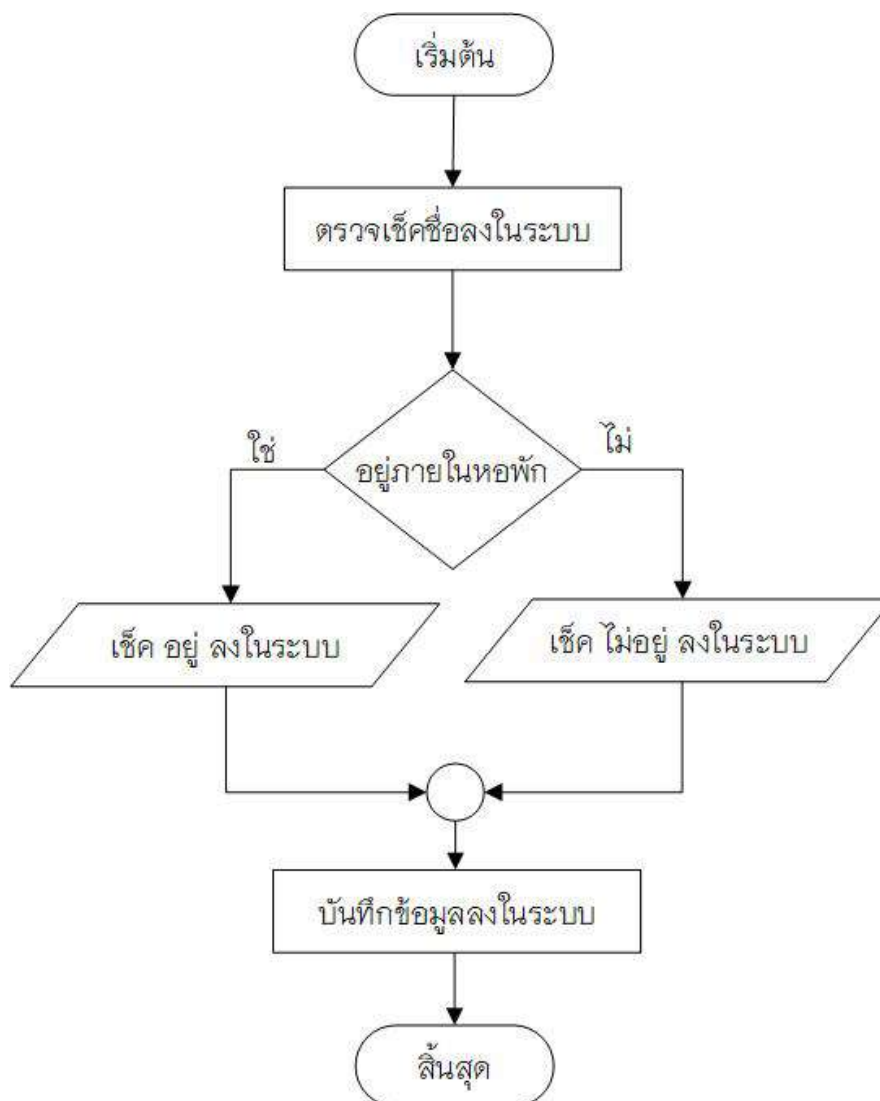 เริ่มต้น
ตรวจเช็คชื่อลงในระบบ
ใช่
ไม่
อยู่ภายในหอพัก
เช็ค อยู่ ลงในระบบ
เช็ค ไม่อยู่ ลงในระบบ
บันทึกข้อมูลลงในระบบ
สิ้นสุด